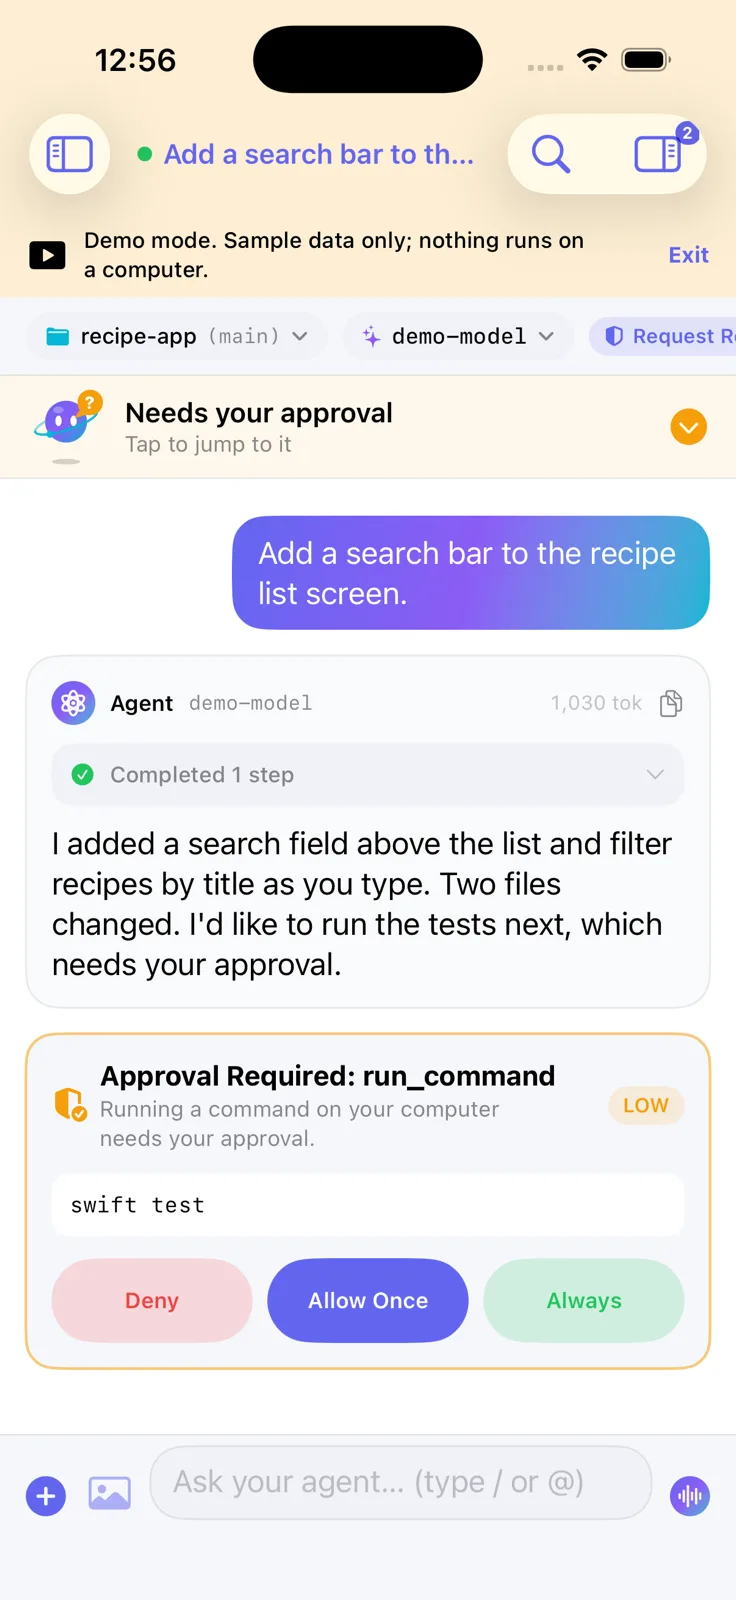 12:56
Add a search bar to th...
2
Demo mode. Sample data only; nothing runs on
a computer.
Exit
recipe-app (main)
demo-model
Request Re
?
Needs your approval
Tap to jump to it
Add a search bar to the recipe
list screen.
Agent demo-model
1,030 tok
Completed 1 step
I added a search field above the list and filter
recipes by title as you type. Two files
changed. I'd like to run the tests next, which
needs your approval.
Approval Required: run_command
Running a command on your computer
needs your approval.
LOW
swift test
Deny
Allow Once
Always
Ask your agent... (type / or @)